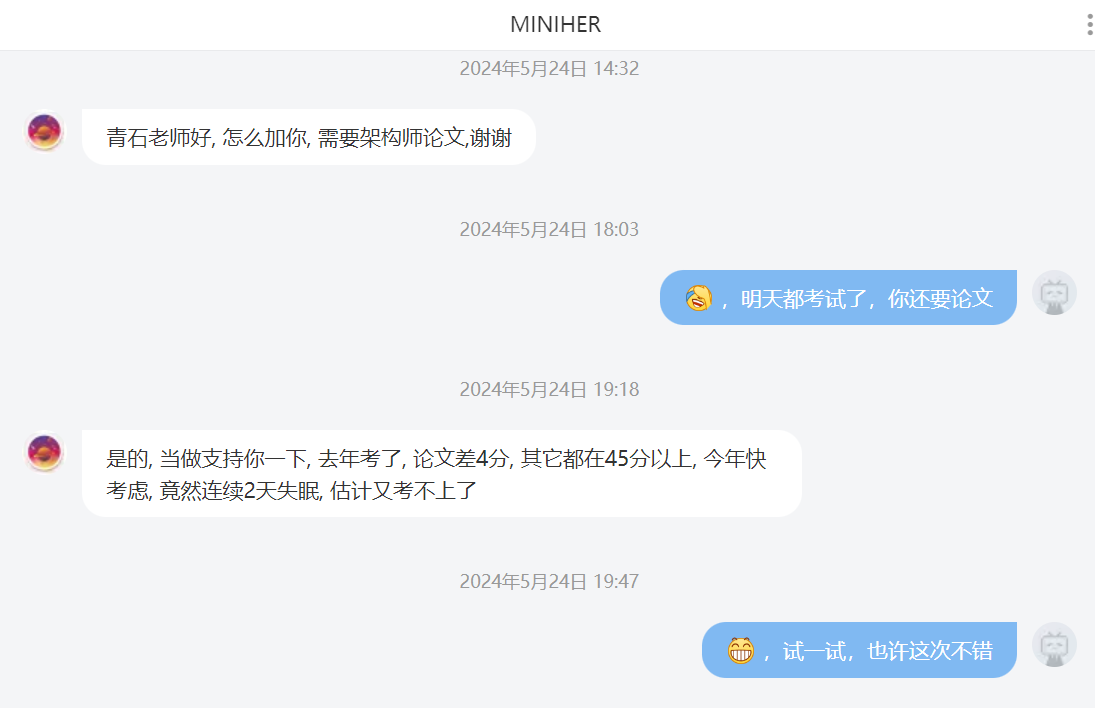 MINIHER
2024年5月24日 14:32
青石老师好, 怎么加你, 需要架构师论文,谢谢
2024年5月24日 18:03
，明天都考试了，你还要论文
2024年5月24日 19:18
是的, 当做支持你一下, 去年考了, 论文差4分, 其它都在45分以上, 今年快
考虑, 竟然连续2天失眠, 估计又考不上了
2024年5月24日 19:47
，试一试，也许这次不错